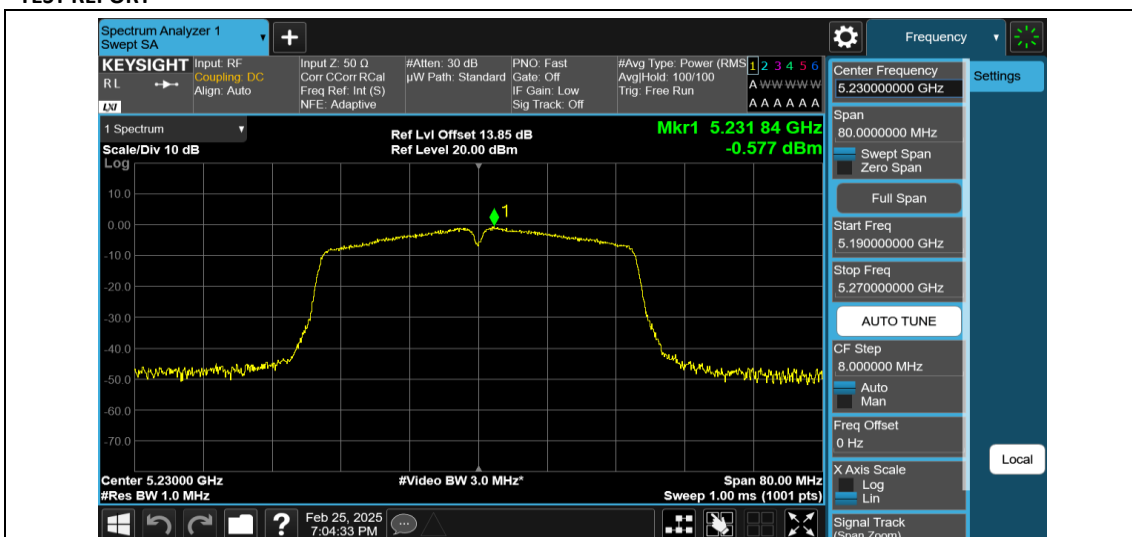 TEST REPORT
Spectrum Analyzer 1
Swept SA
Frequency
KEYSIGHT
R L
LXI
Input: RF
Coupling: DC
Align: Auto
Input Z: 50 Ω
Corr CCorr RCal
Freq Ref: Int (S)
NFE: Adaptive
#Atten: 30 dB
µW Path: Standard
PNO: Fast
Gate: Off
IF Gain: Low
Sig Track: Off
#Avg Type: Power (RMS
Avg|Hold: 100/100
Trig: Free Run
1 2 3 4 5 6
A W W W W W
A A A A A A
1 Spectrum
Scale/Div 10 dB
Log
Ref Lvl Offset 13.85 dB
Ref Level 20.00 dBm
Mkr1 5.231 84 GHz
-0.577 dBm
1
10.0
0.00
-10.0
-20.0
-30.0
-40.0
-50.0
-60.0
-70.0
Center 5.23000 GHz
#Res BW 1.0 MHz
#Video BW 3.0 MHz*
Span 80.00 MHz
Sweep 1.00 ms (1001 pts)
?
Feb 25, 2025
7:04:33 PM
Center Frequency
5.230000000 GHz
Settings
Span
80.0000000 MHz
Swept Span
Zero Span
Full Span
Start Freq
5.190000000 GHz
Stop Freq
5.270000000 GHz
AUTO TUNE
CF Step
8.000000 MHz
Auto
Man
Freq Offset
0 Hz
Local
X Axis Scale
Log
Lin
Signal Track
(Span Zoom)